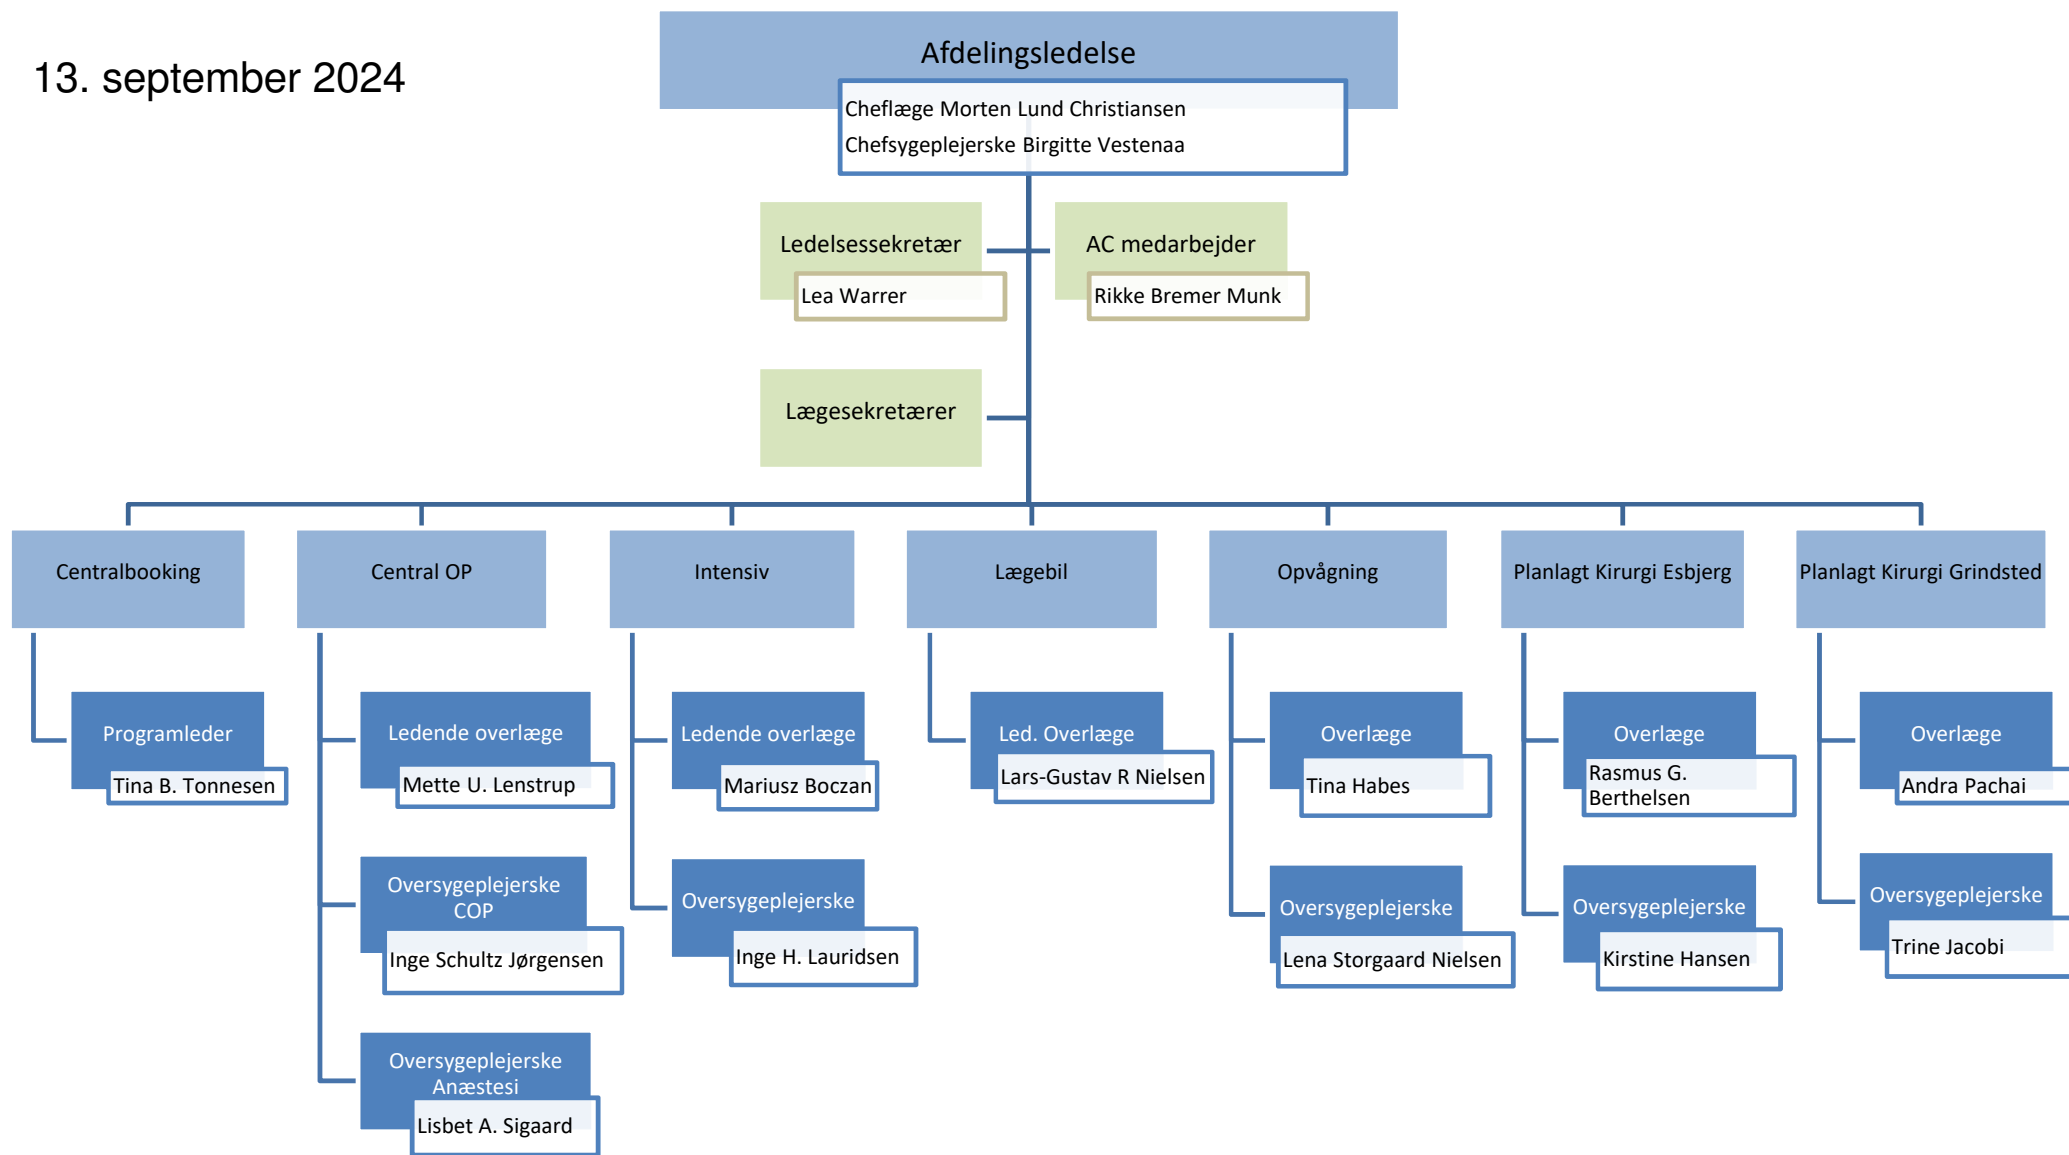 13. september 2024
Afdelingsledelse
Cheflæge Morten Lund Christiansen
Chefsygeplejerske Birgitte Vestenaa
Ledelsessekretær
Lea Warrer
AC medarbejder
Rikke Bremer Munk
Lægesekretærer
Centralbooking
Central OP
Intensiv
Lægebil
Opvågning
Planlagt Kirurgi Esbjerg
Planlagt Kirurgi Grindsted
Programleder
Tina B. Tonnesen
Ledende overlæge
Mette U. Lenstrup
Ledende overlæge
Mariusz Boczan
Led. Overlæge
Lars-Gustav R Nielsen
Overlæge
Tina Habes
Overlæge
Rasmus G.
Berthelsen
Overlæge
Andra Pachai
Oversygeplejerske
COP
Inge Schultz Jørgensen
Oversygeplejerske
Inge H. Lauridsen
Oversygeplejerske
Lena Storgaard Nielsen
Oversygeplejerske
Kirstine Hansen
Oversygeplejerske
Trine Jacobi
Oversygeplejerske
Anæstesi
Lisbet A. Sigaard